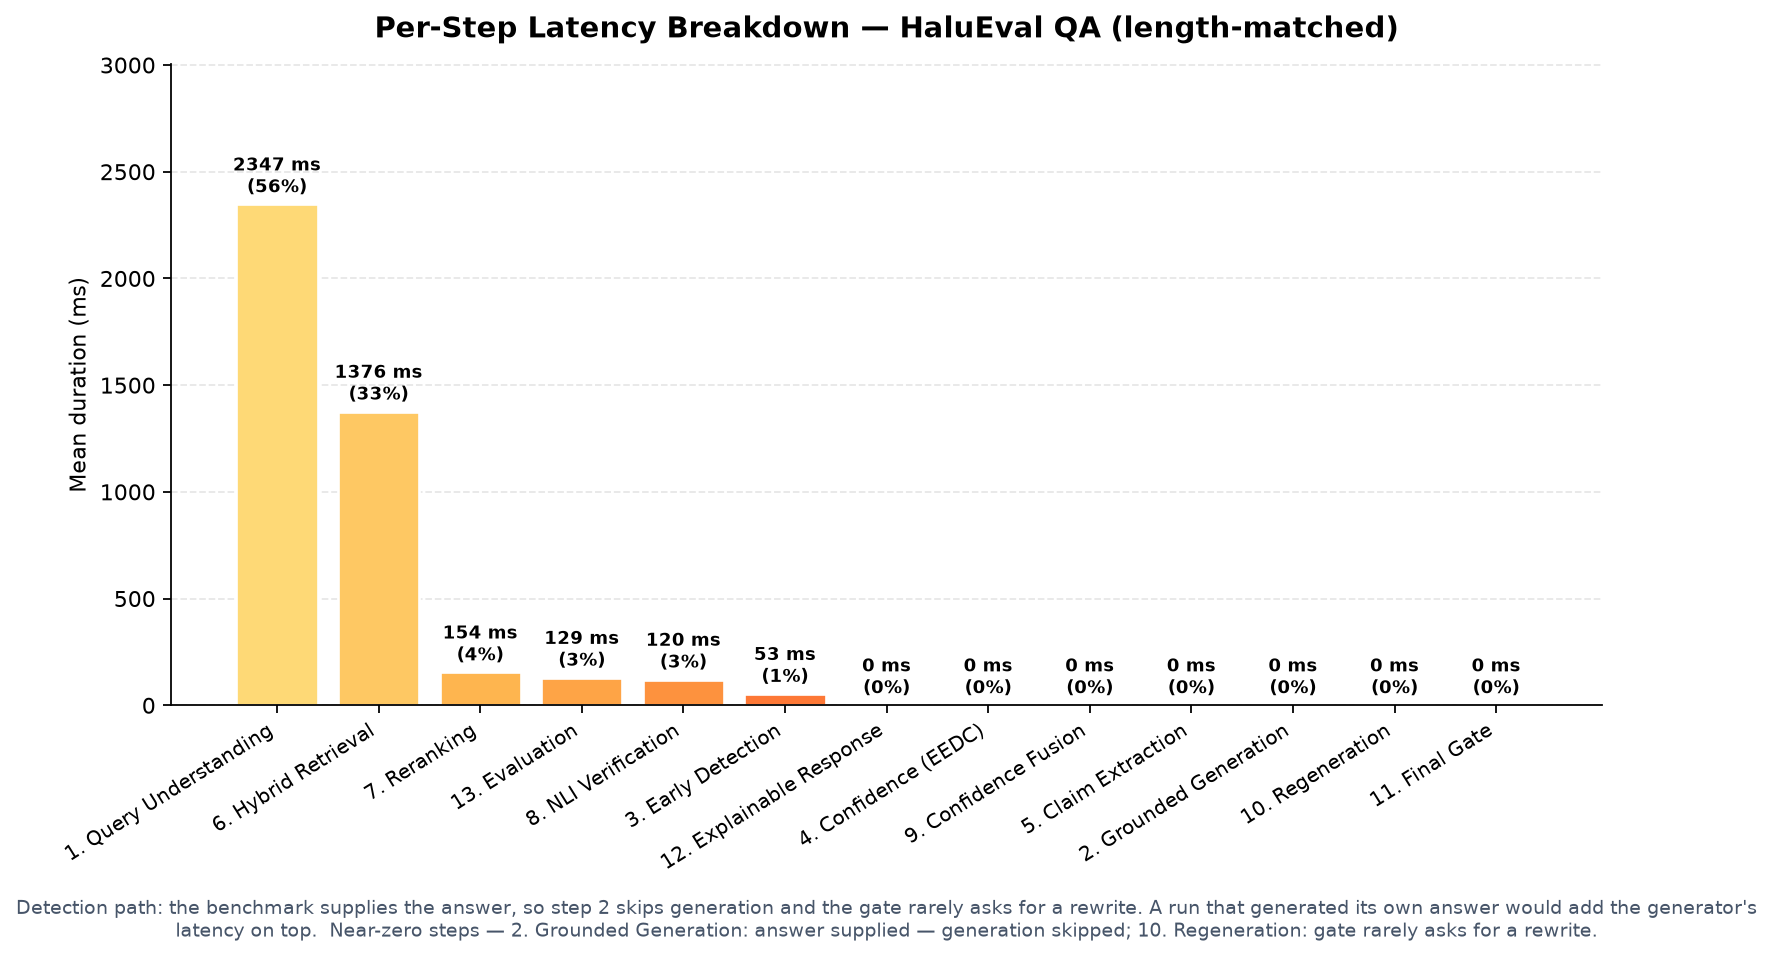 Per-Step Latency Breakdown — HaluEval QA (length-matched)
Mean duration (ms)
3000
2500
2000
1500
1000
500
0
2347 ms
(56%)
1376 ms
(33%)
154 ms
(4%)
129 ms
(3%)
120 ms
(3%)
53 ms
(1%)
0 ms
(0%)
0 ms
(0%)
0 ms
(0%)
0 ms
(0%)
0 ms
(0%)
0 ms
(0%)
0 ms
(0%)
1. Query Understanding
6. Hybrid Retrieval
7. Reranking
13. Evaluation
8. NLI Verification
3. Early Detection
12. Explainable Response
4. Confidence (EEDC)
9. Confidence Fusion
5. Claim Extraction
2. Grounded Generation
10. Regeneration
11. Final Gate
Detection path: the benchmark supplies the answer, so step 2 skips generation and the gate rarely asks for a rewrite. A run that generated its own answer would add the generator's
latency on top.  Near-zero steps — 2. Grounded Generation: answer supplied — generation skipped; 10. Regeneration: gate rarely asks for a rewrite.